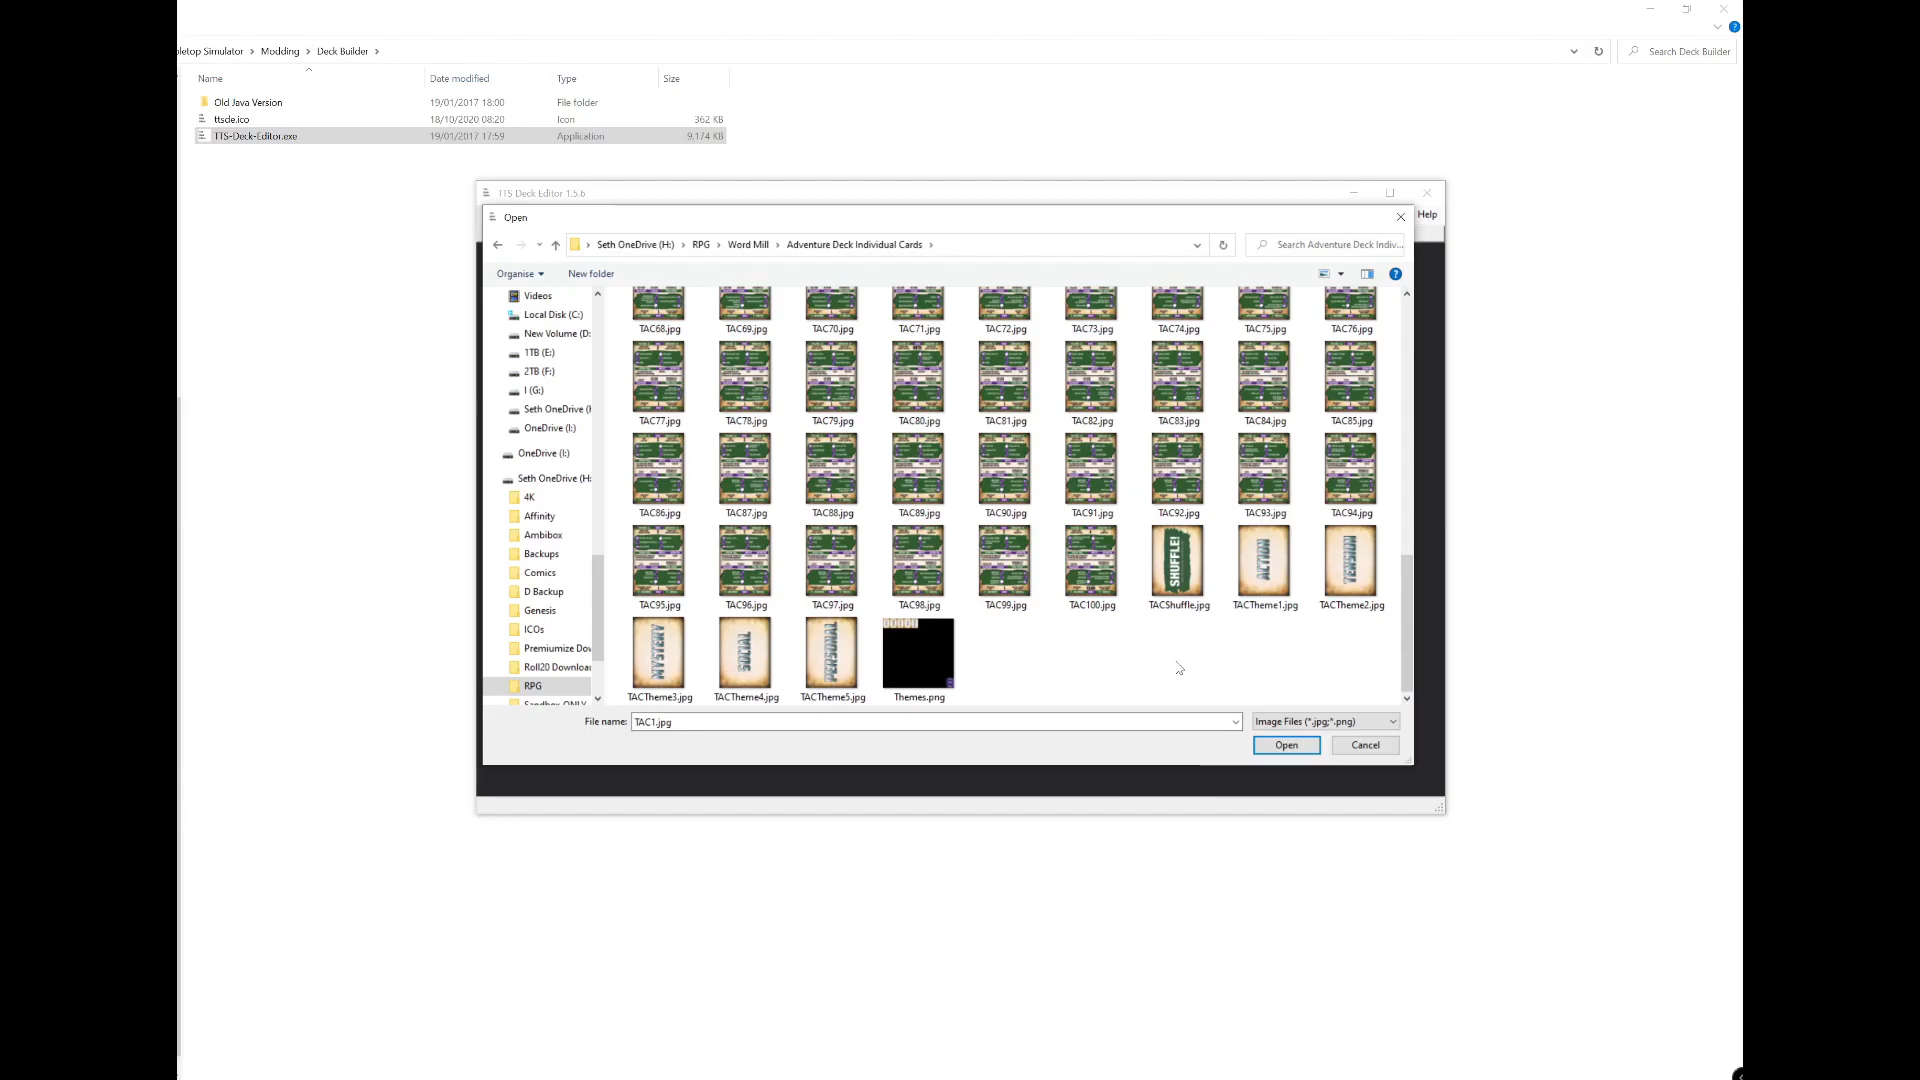 pletop Simulator > Modding > Deck Builder >
Search Deck Builder
Name Date modified Type Size
Old Java Version 19/01/2017 18:00 File folder
ttsde.ico 18/10/2020 08:20 Icon 362 KB
TTS-Deck-Editor.exe 19/01/2017 17:59 Application 9,174 KB
TTS Deck Editor 1.5.6
Help
Open
> Seth OneDrive (H:) > RPG > Word Mill > Adventure Deck Individual Cards >
Search Adventure Deck Indiv...
Organise New folder
Videos
Local Disk (C:)
New Volume (D:
1TB (E:)
2TB (F:)
I (G:)
Seth OneDrive (H
OneDrive (I:)
OneDrive (I:)
Seth OneDrive (H:
4K
Affinity
Ambibox
Backups
Comics
D Backup
Genesis
ICOs
Premiumize Dow
Roll20 Downloac
RPG
Sandbox ONLY
TAC68.jpg TAC69.jpg TAC70.jpg TAC71.jpg TAC72.jpg TAC73.jpg TAC74.jpg TAC75.jpg TAC76.jpg
TAC77.jpg TAC78.jpg TAC79.jpg TAC80.jpg TAC81.jpg TAC82.jpg TAC83.jpg TAC84.jpg TAC85.jpg
TAC86.jpg TAC87.jpg TAC88.jpg TAC89.jpg TAC90.jpg TAC91.jpg TAC92.jpg TAC93.jpg TAC94.jpg
SHUFFLE!
ACTION
TENSION
TAC95.jpg TAC96.jpg TAC97.jpg TAC98.jpg TAC99.jpg TAC100.jpg TACShuffle.jpg TACTheme1.jpg TACTheme2.jpg
MYSTERY
SOCIAL
PERSONAL
TACTheme3.jpg TACTheme4.jpg TACTheme5.jpg Themes.png
File name: TAC1.jpg Image Files (*.jpg;*.png)
Open Cancel